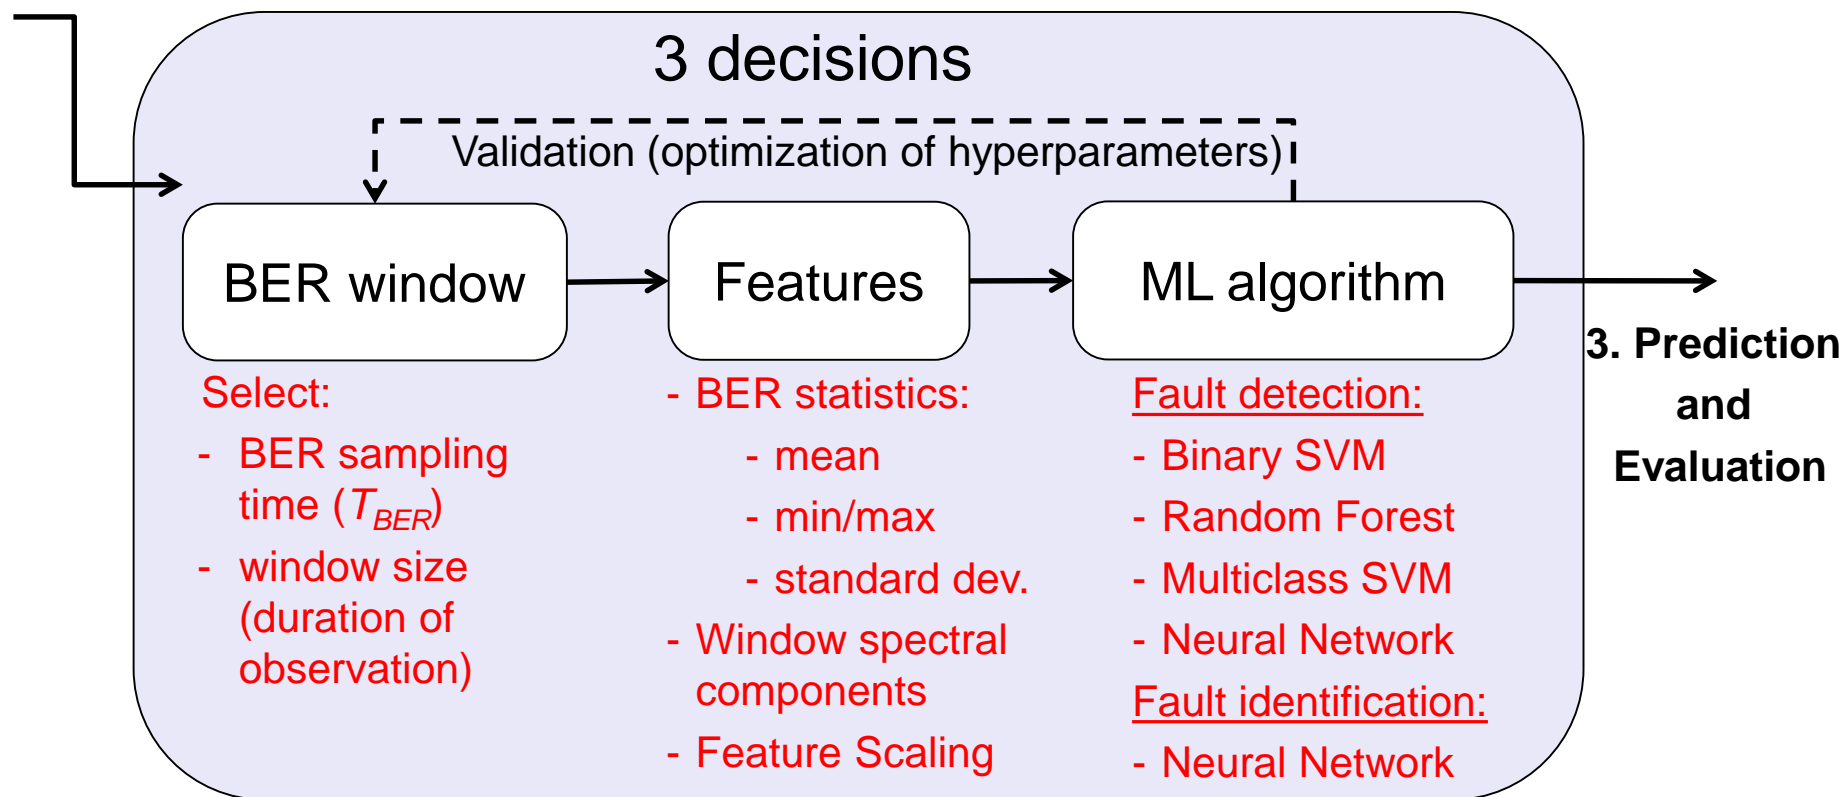 3 decisions
Validation (optimization of hyperparameters)
BER window
Features
ML algorithm
Select:
- BER sampling
time (T_BER)
- window size
(duration of
observation)
- BER statistics:
- mean
- min/max
- standard dev.
- Window spectral
components
- Feature Scaling
Fault detection:
- Binary SVM
- Random Forest
- Multiclass SVM
- Neural Network
Fault identification:
- Neural Network
3. Prediction
and
Evaluation